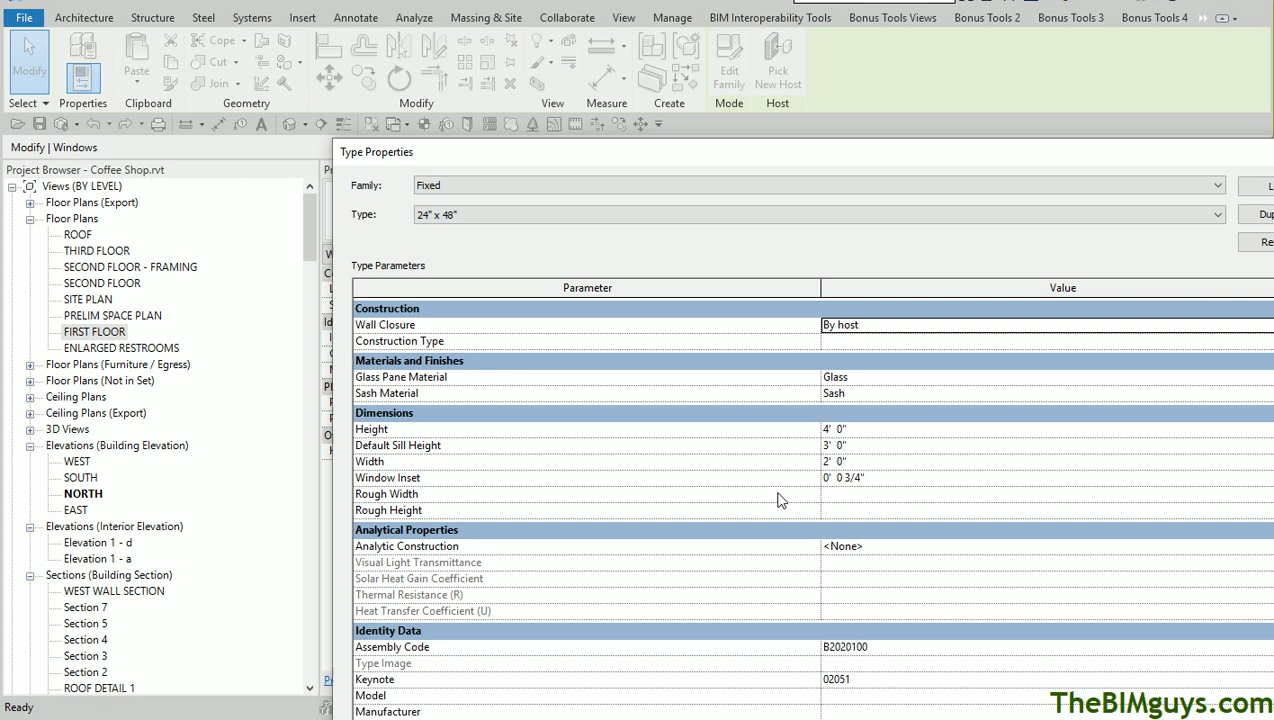 File Architecture Structure Steel Systems Insert Annotate Analyze Massing & Site Collaborate View Manage BIM Interoperability Tools Bonus Tools Views Bonus Tools 2 Bonus Tools 3 Bonus Tools 4
Modify
Paste
Cope
Cut
Join
Edit
Family
Pick
New Host
Select Properties Clipboard Geometry Modify View Measure Create Mode Host
Modify | Windows
Project Browser - Coffee Shop.rvt
Views (BY LEVEL)
Floor Plans (Export)
Floor Plans
ROOF
THIRD FLOOR
SECOND FLOOR - FRAMING
SECOND FLOOR
SITE PLAN
PRELIM SPACE PLAN
FIRST FLOOR
ENLARGED RESTROOMS
Floor Plans (Furniture / Egress)
Floor Plans (Not in Set)
Ceiling Plans
Ceiling Plans (Export)
3D Views
Elevations (Building Elevation)
WEST
SOUTH
NORTH
EAST
Elevations (Interior Elevation)
Elevation 1 - d
Elevation 1 - a
Sections (Building Section)
WEST WALL SECTION
Section 7
Section 5
Section 4
Section 3
Section 2
ROOF DETAIL 1
Ready
Type Properties
Family: Fixed
Type: 24" x 48"
Type Parameters
Parameter Value
Construction
Wall Closure By host
Construction Type
Materials and Finishes
Glass Pane Material Glass
Sash Material Sash
Dimensions
Height 4' 0"
Default Sill Height 3' 0"
Width 2' 0"
Window Inset 0' 0 3/4"
Rough Width
Rough Height
Analytical Properties
Analytic Construction <None>
Visual Light Transmittance
Solar Heat Gain Coefficient
Thermal Resistance (R)
Heat Transfer Coefficient (U)
Identity Data
Assembly Code B2020100
Type Image
Keynote 02051
Model
Manufacturer
TheBIMguys.com